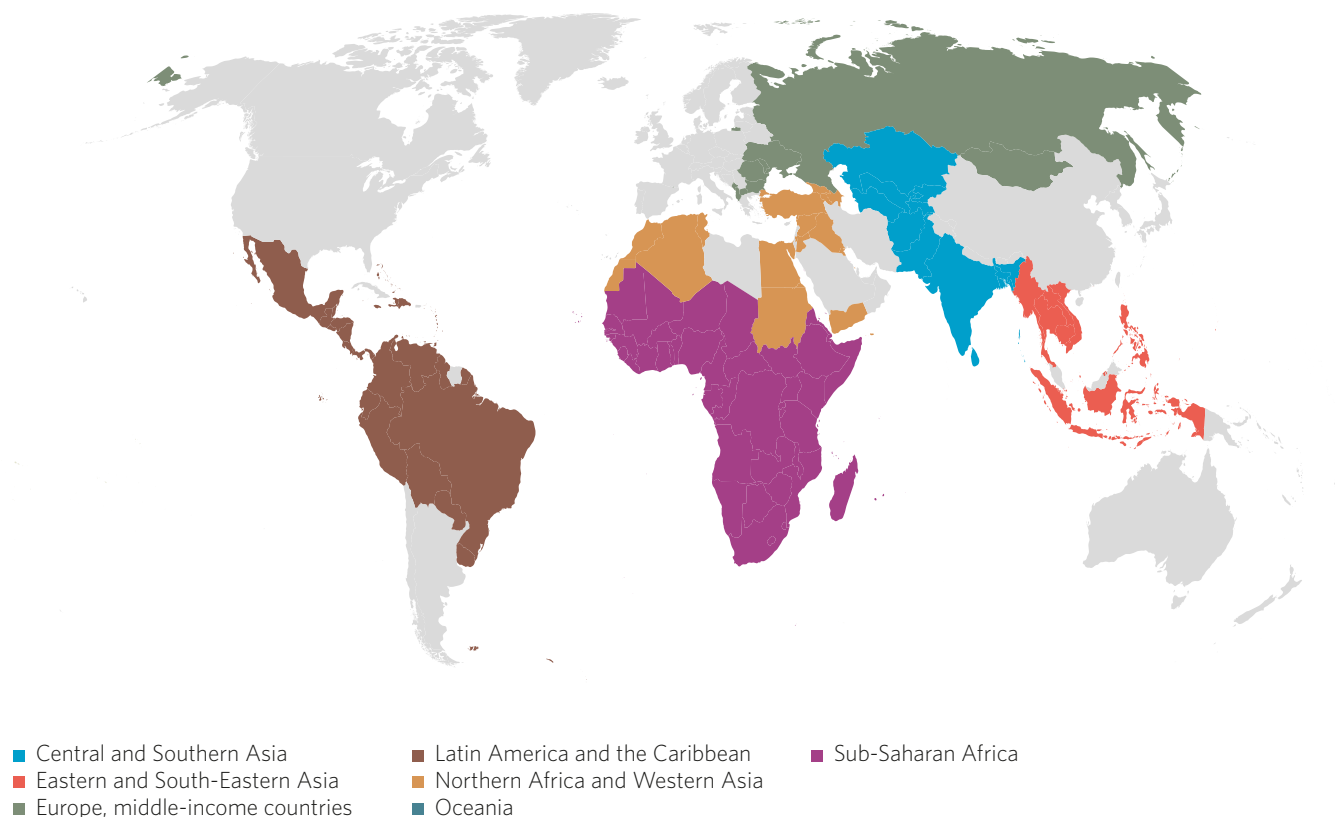 Central and Southern Asia
Eastern and South-Eastern Asia
Europe, middle-income countries
Latin America and the Caribbean
Northern Africa and Western Asia
Oceania
Sub-Saharan Africa